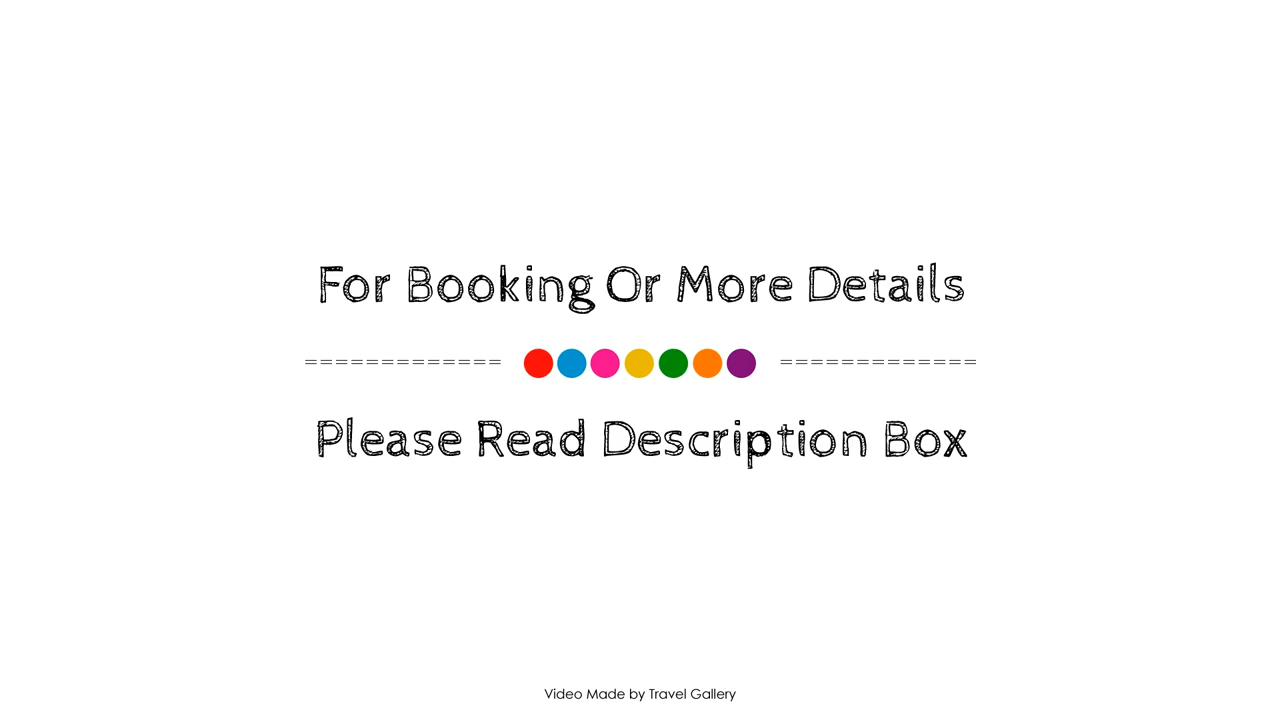 For Booking Or More Details
============= =============
Please Read Description Box
Video Made by Travel Gallery